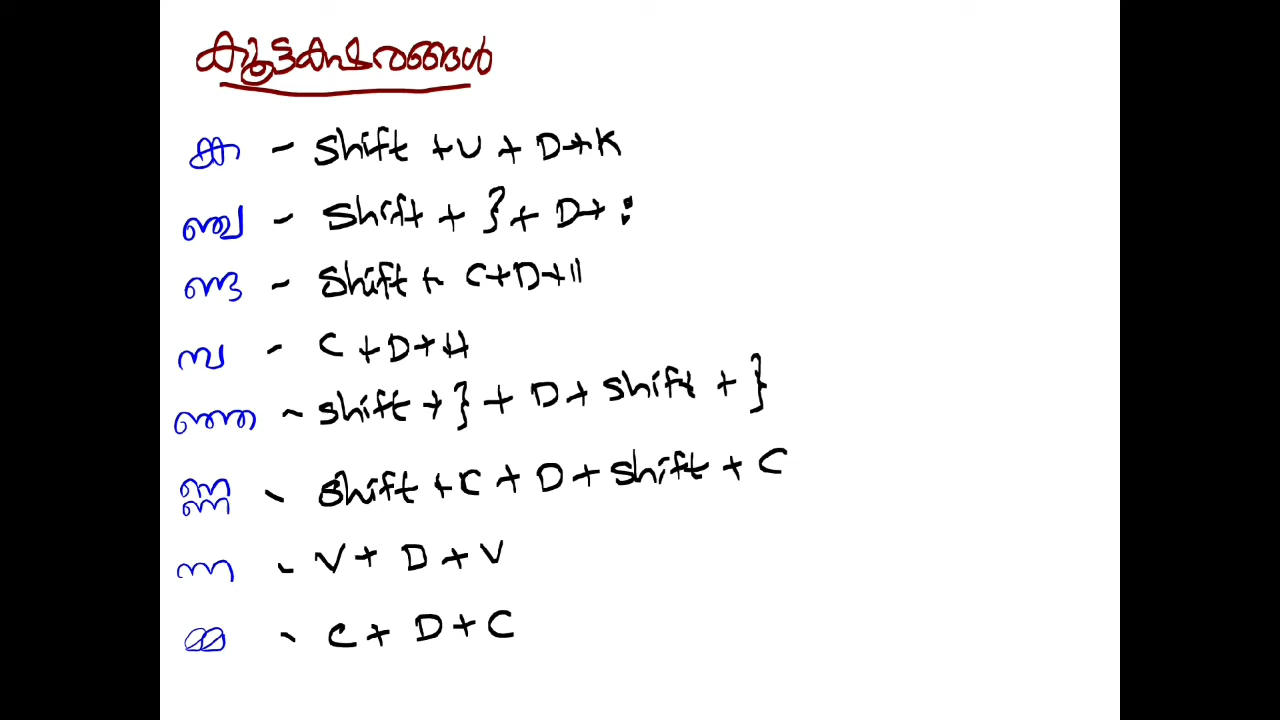 കൂട്ടക്ഷരങ്ങൾ
ങ്ക - Shift + U + D + K
ഞ്ച - Shift + } + D + :
ണ്ട - Shift + C + D + "
മ്പ - C + D + H
ഞ്ഞ - Shift + } + D + Shift + }
ണ്ണ - Shift + C + D + Shift + C
ന്ന - V + D + V
മ്മ - C + D + C